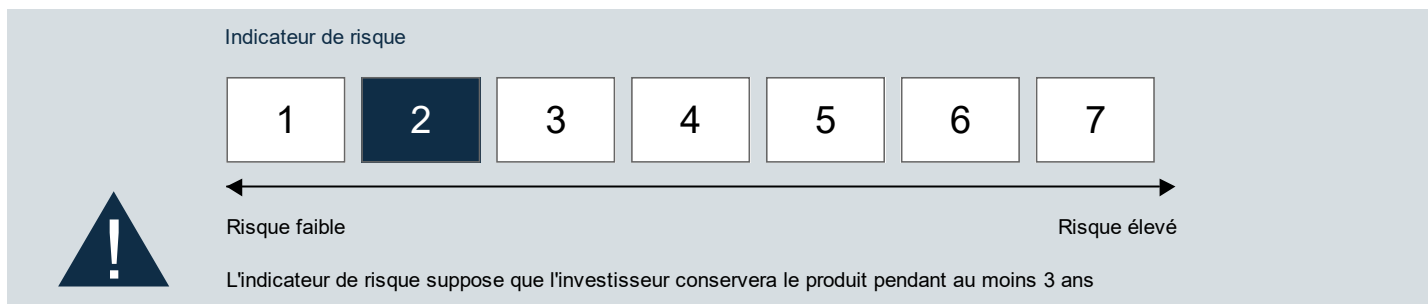 Indicateur de risque
1 2 3 4 5 6 7
Risque faible Risque élevé
!
L'indicateur de risque suppose que l'investisseur conservera le produit pendant au moins 3 ans